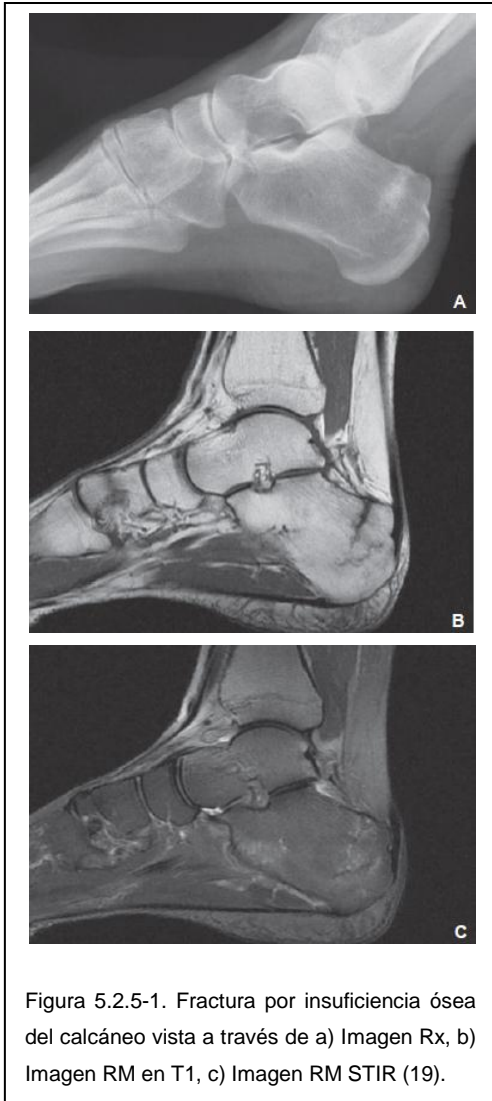 A
B
C
Figura 5.2.5-1. Fractura por insuficiencia ósea
del calcáneo vista a través de a) Imagen Rx, b)
Imagen RM en T1, c) Imagen RM STIR (19).